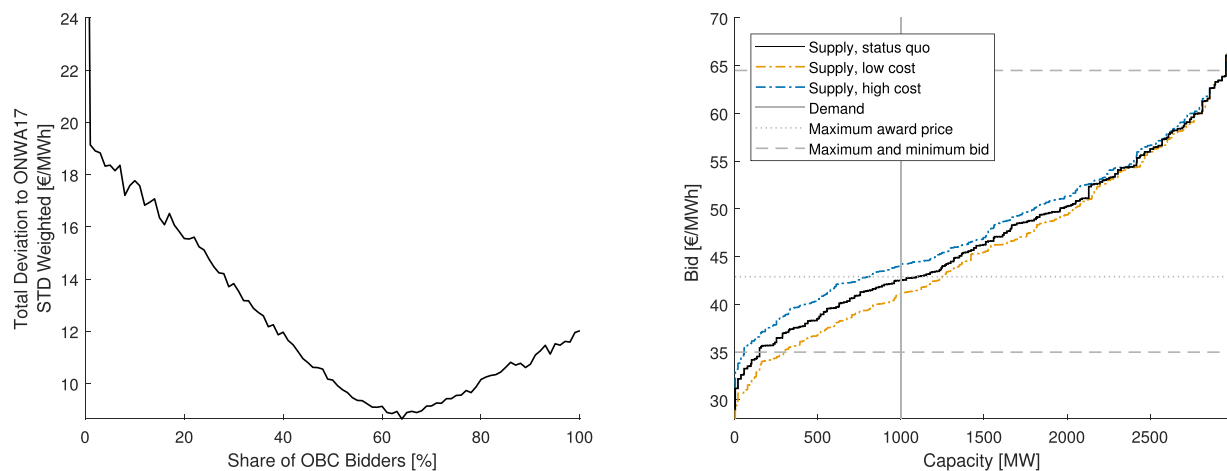 Total Deviation to ONWA17
STD Weighted [€/MWh]
24
22
20
18
16
14
12
10
0
20
40
60
80
100
Share of OBC Bidders [%]
Bid [€/MWh]
70
65
60
55
50
45
40
35
30
Supply, status quo
Supply, low cost
Supply, high cost
Demand
Maximum award price
Maximum and minimum bid
0
500
1000
1500
2000
2500
Capacity [MW]